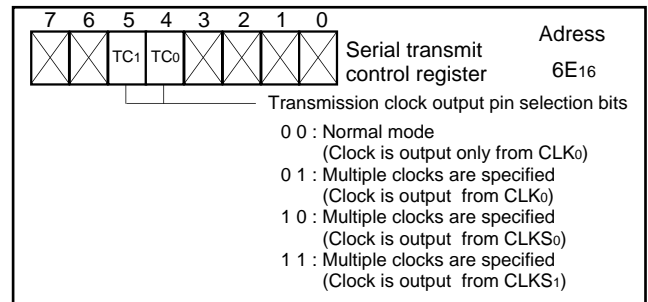 7 6 5 4 3 2 1 0
TC1 TC0
Serial transmit
control register
Adress
6E16
Transmission clock output pin selection bits
0 0 : Normal mode
(Clock is output only from CLK0)
0 1 : Multiple clocks are specified
(Clock is output from CLK0)
1 0 : Multiple clocks are specified
(Clock is output from CLKS0)
1 1 : Multiple clocks are specified
(Clock is output from CLKS1)